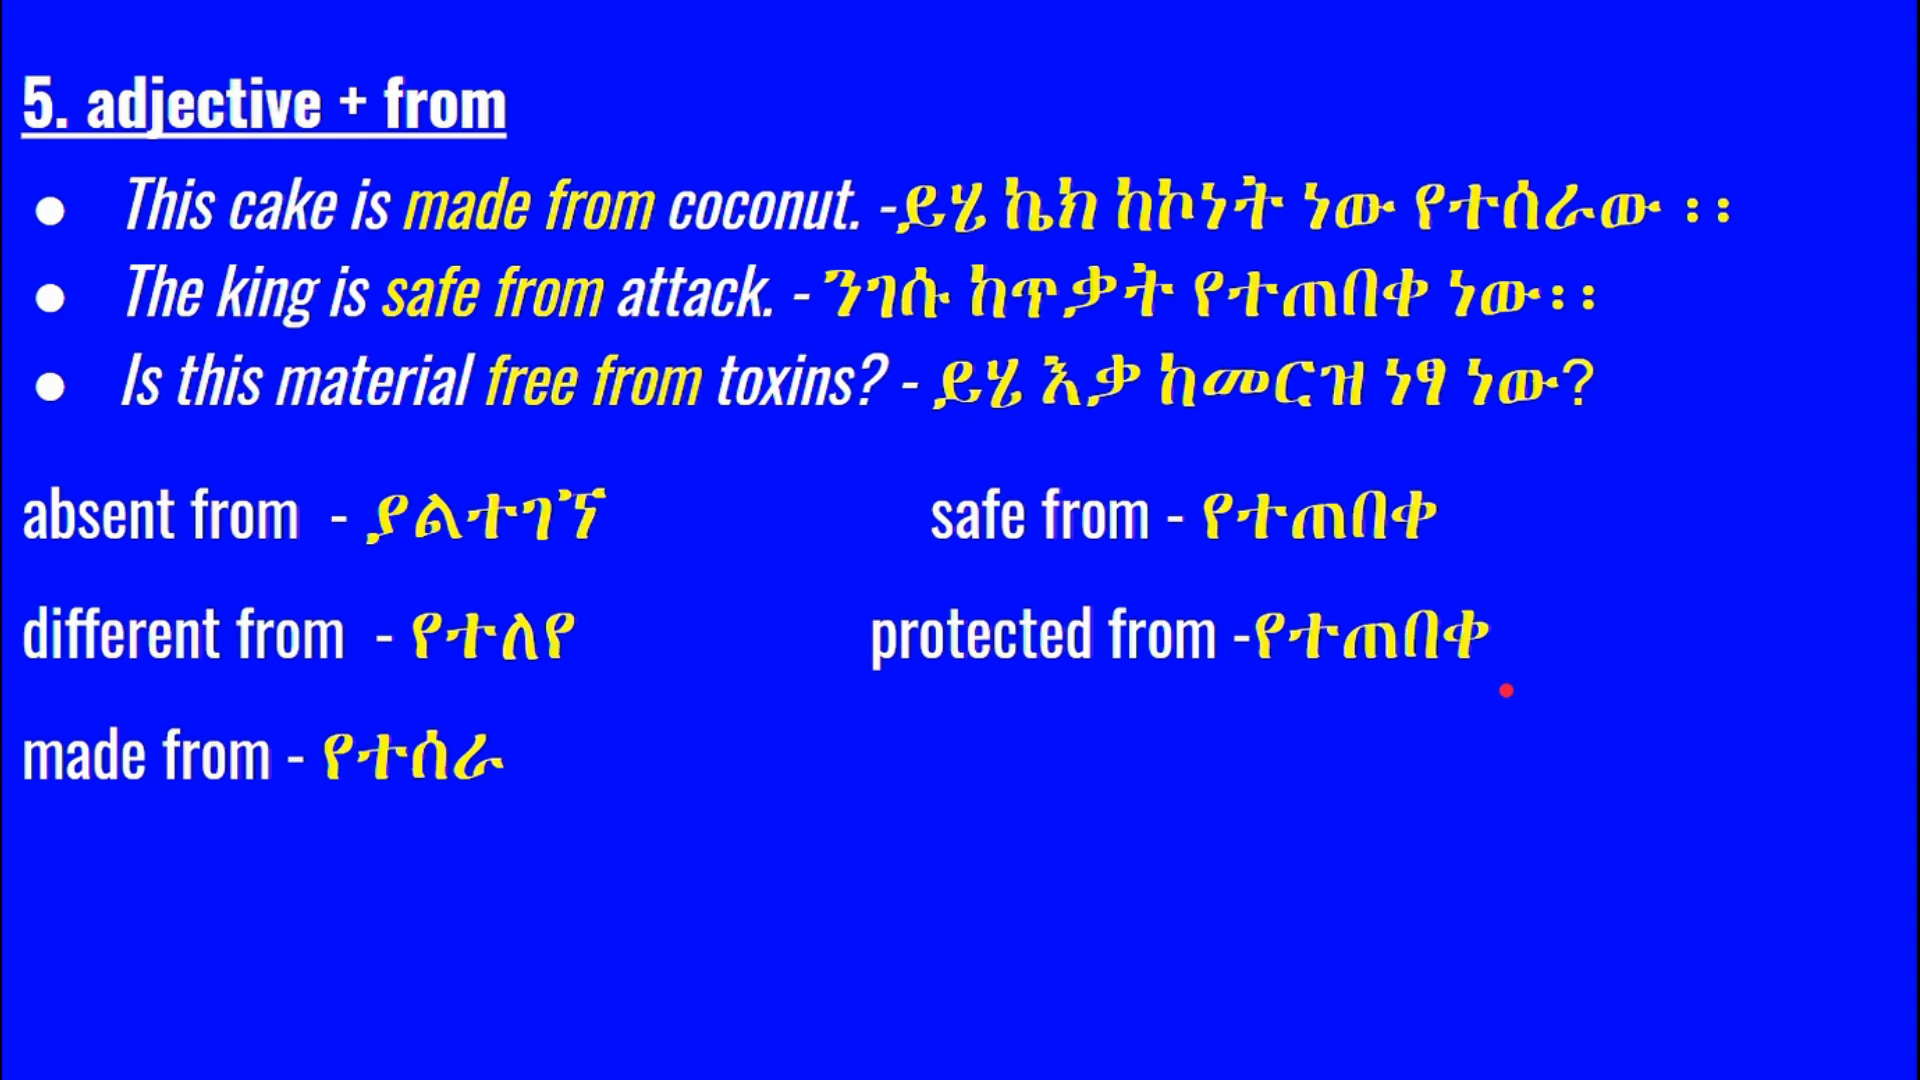 5. adjective + from
● This cake is made from coconut. -ይሄ ኬክ ከኮነት ነው የተሰራው ፡፡
● The king is safe from attack. - ንገሱ ከጥቃት የተጠበቀ ነው፡፡
● Is this material free from toxins? - ይሄ እቃ ከመርዝ ነፃ ነው?
absent from - ያልተገኘ safe from - የተጠበቀ
different from - የተለየ protected from -የተጠበቀ
made from - የተሰራ